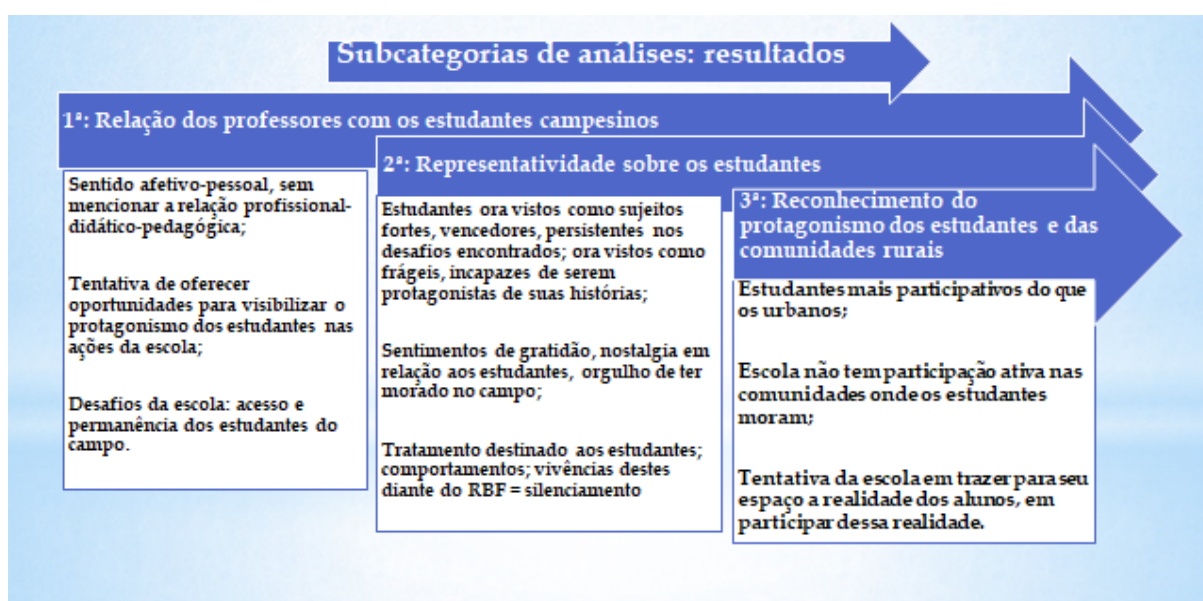 Subcategorias de análises: resultados
1ª: Relação dos professores com os estudantes campesinos
Sentido afetivo-pessoal, sem
mencionar a relação profissional-
didático-pedagógica;
Tentativa de oferecer
oportunidades para visibilizar o
protagonismo dos estudantes nas
ações da escola;
Desafios da escola: acesso e
permanência dos estudantes do
campo.
2ª: Representatividade sobre os estudantes
Estudantes ora vistos como sujeitos
fortes, vencedores, persistentes nos
desafios encontrados; ora vistos como
frágeis, incapazes de serem
protagonistas de suas histórias;
Sentimentos de gratidão, nostalgia em
relação aos estudantes, orgulho de ter
morado no campo;
Tratamento destinado aos estudantes;
comportamentos; vivências destes
diante do RBF = silenciamento
3ª: Reconhecimento do
protagonismo dos estudantes e das
comunidades rurais
Estudantes mais participativos do que
os urbanos;
Escola não tem participação ativa nas
comunidades onde os estudantes
moram;
Tentativa da escola em trazer para seu
espaço a realidade dos alunos, em
participar dessa realidade.